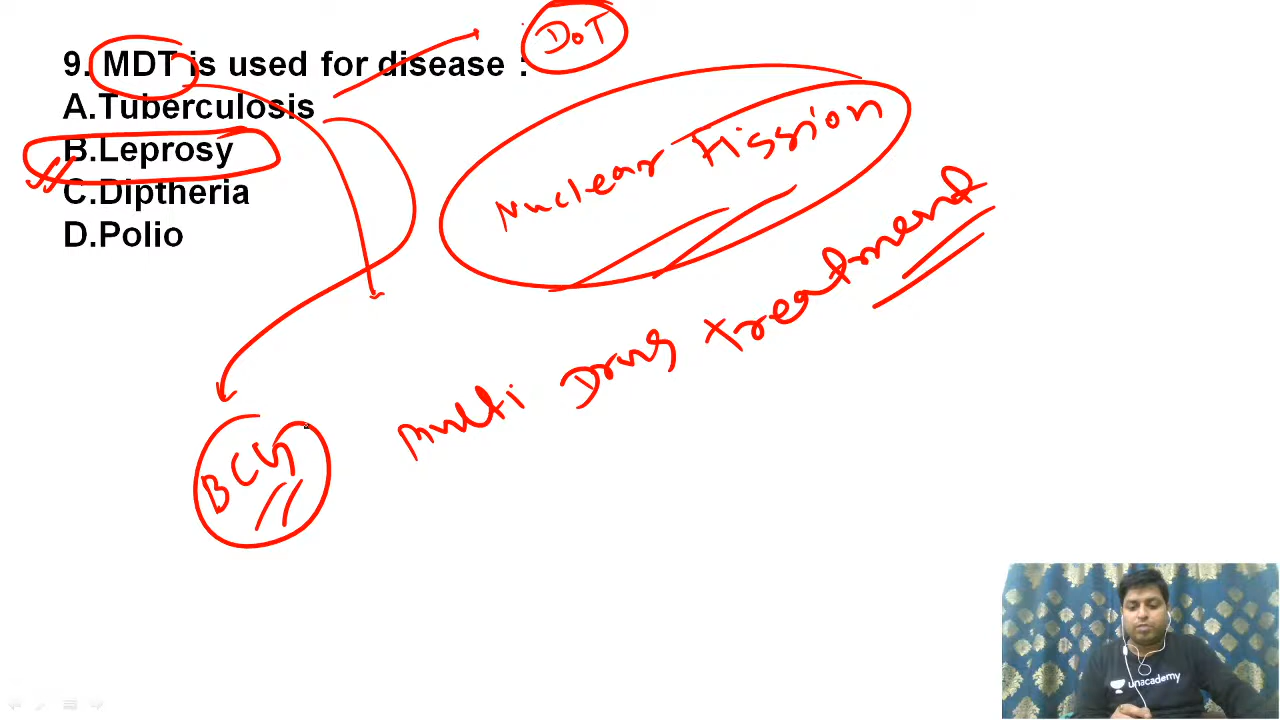 9. MDT is used for disease :
DOT
A.Tuberculosis
B.Leprosy
C.Diptheria
D.Polio
Nuclear Fission
Multi Drug treatment
BCG
unacademy